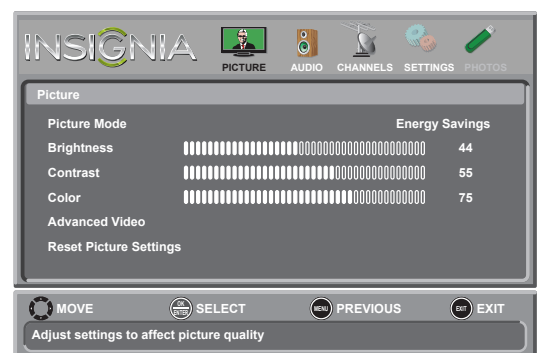 INSIGNIA
PICTURE AUDIO CHANNELS SETTINGS PHOTOS
Picture
Picture Mode Energy Savings
Brightness 44
Contrast 55
Color 75
Advanced Video
Reset Picture Settings
MOVE OK ENTER SELECT MENU PREVIOUS EXIT EXIT
Adjust settings to affect picture quality